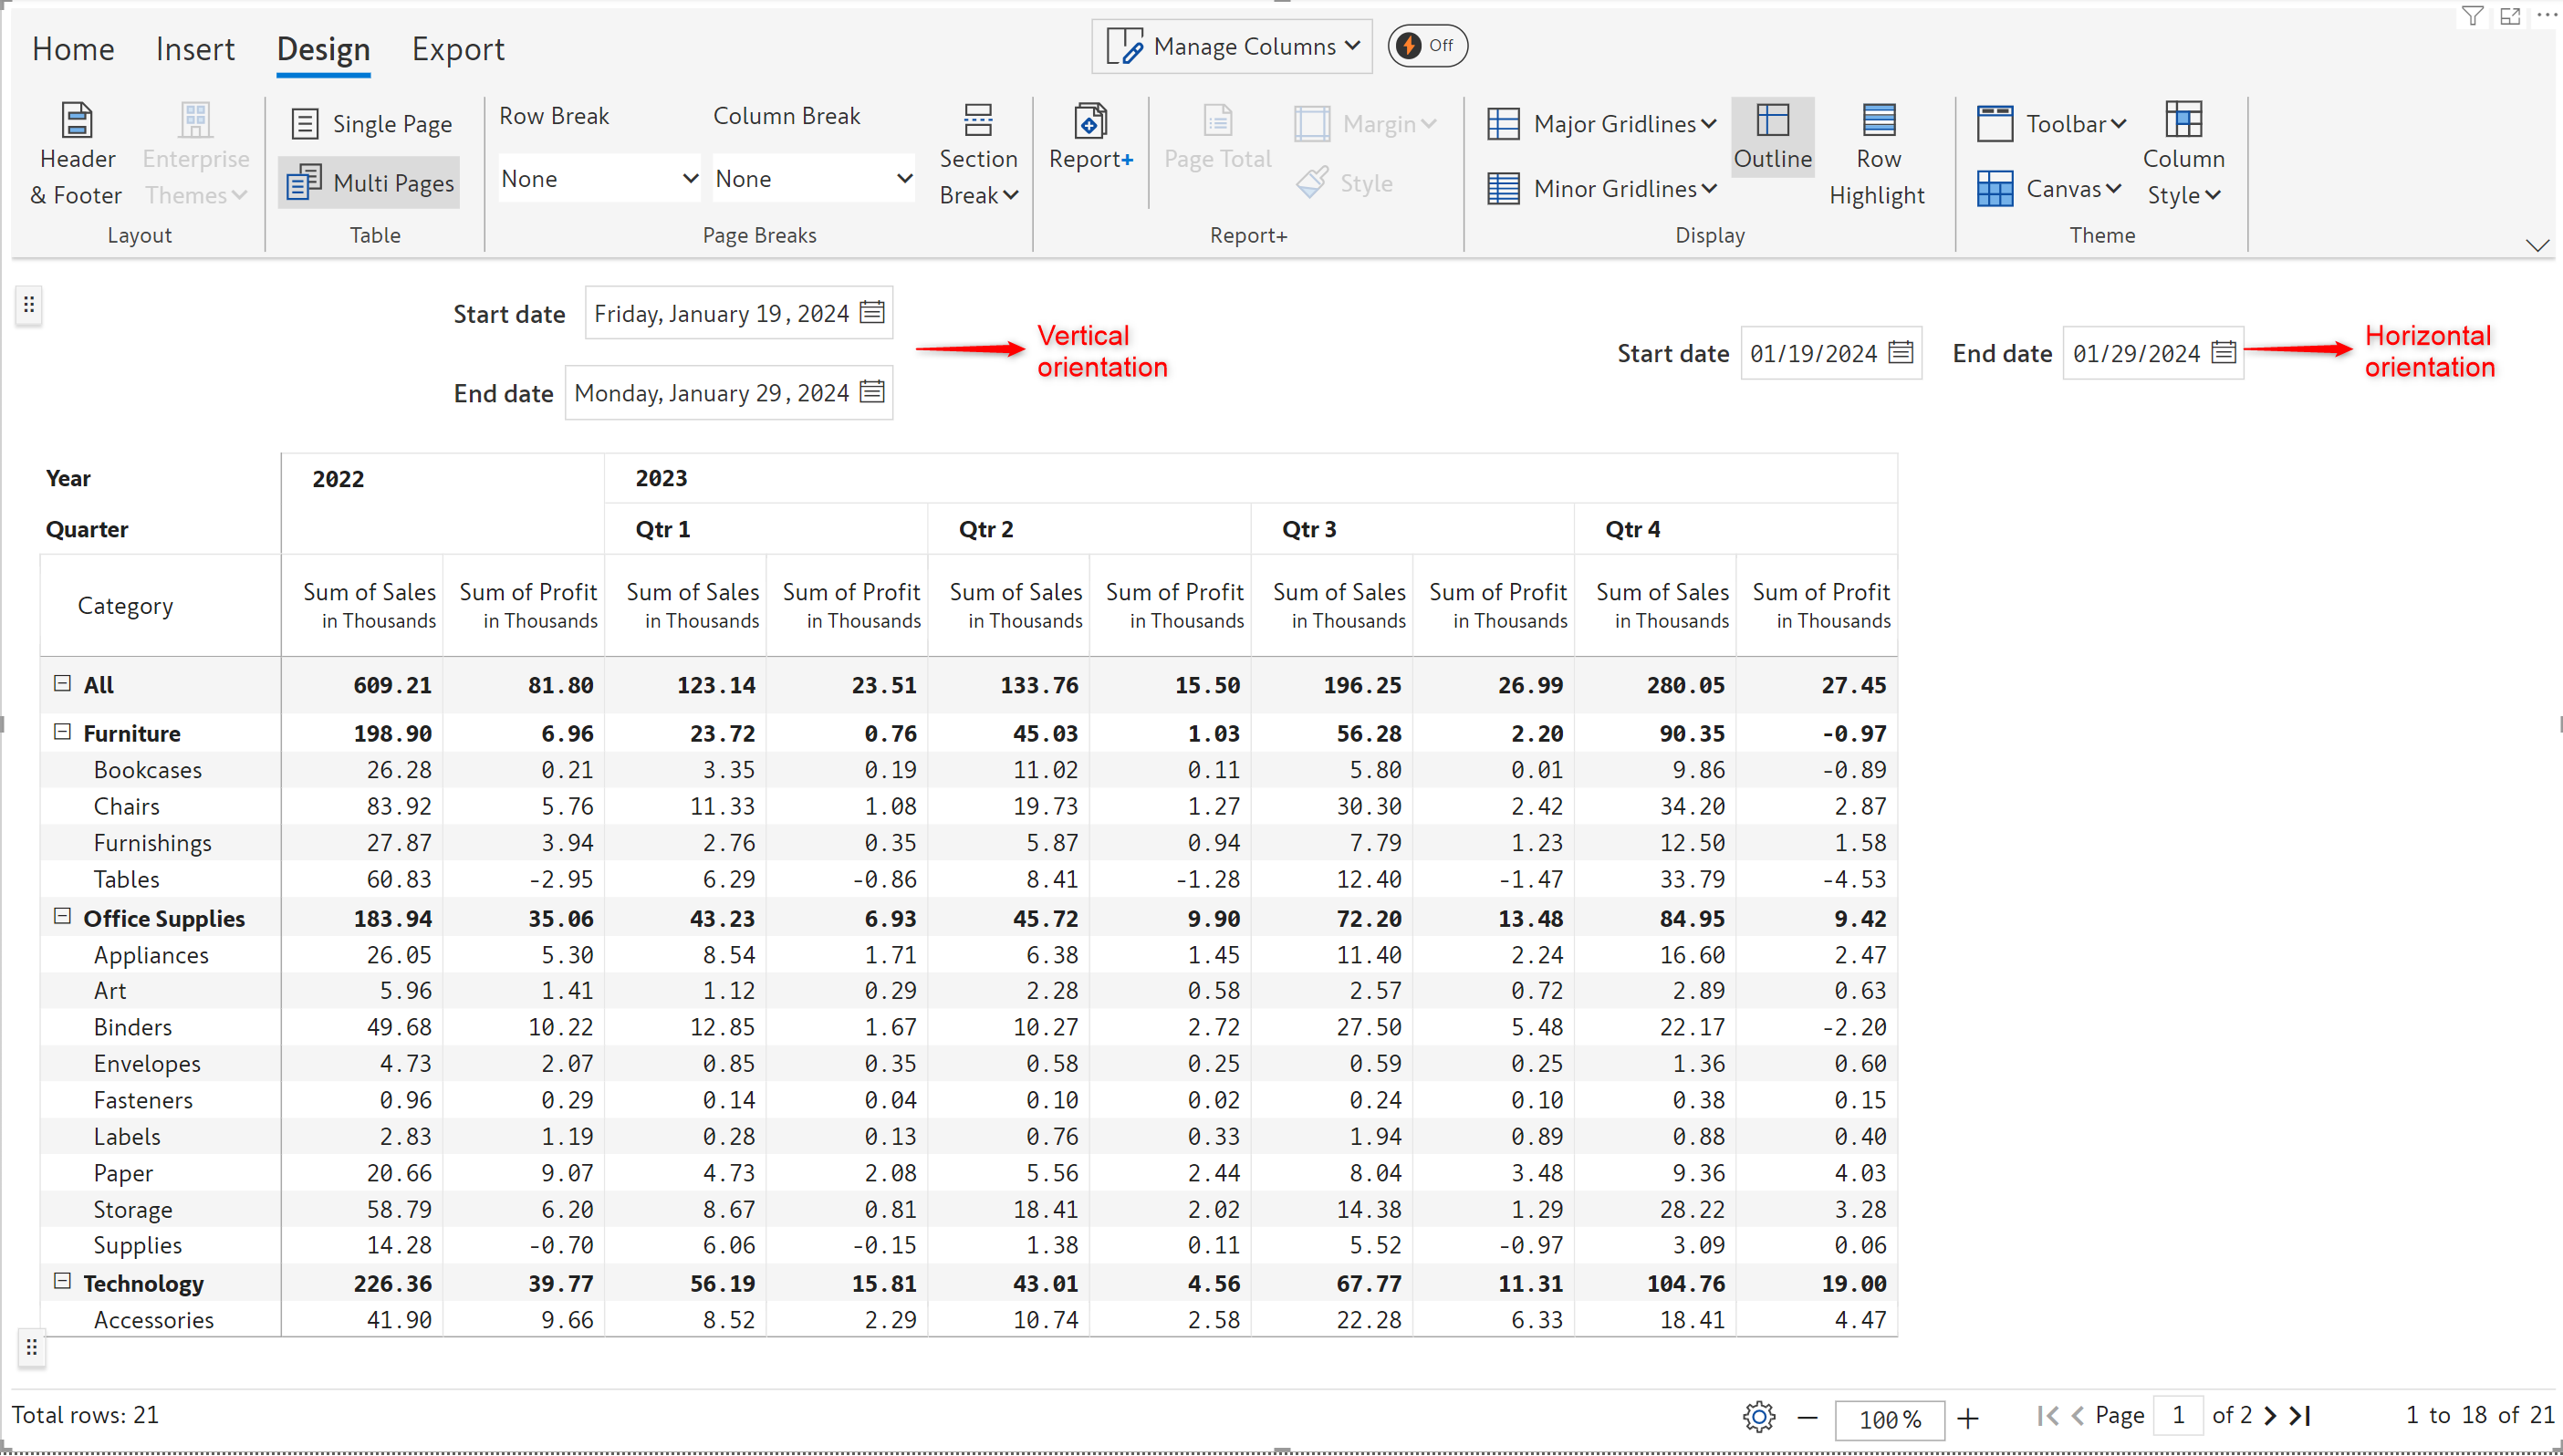 Home Insert Design Export Manage Columns Off
Header & Footer Enterprise Themes Single Page Row Break Column Break Section Break Report+ Page Total Margin Major Gridlines Outline Row Highlight Toolbar Column Style
Multi Pages None None Style Minor Gridlines Canvas
Layout Table Page Breaks Report+ Display Theme
Start date Friday, January 19, 2024
End date Monday, January 29, 2024
Vertical
orientation
Start date 01/19/2024 End date 01/29/2024
Horizontal
orientation
Year 2022 2023
Quarter Qtr 1 Qtr 2 Qtr 3 Qtr 4
Category Sum of Sales Sum of Profit Sum of Sales Sum of Profit Sum of Sales Sum of Profit Sum of Sales Sum of Profit Sum of Sales Sum of Profit
in Thousands in Thousands in Thousands in Thousands in Thousands in Thousands in Thousands in Thousands in Thousands in Thousands
All 609.21 81.80 123.14 23.51 133.76 15.50 196.25 26.99 280.05 27.45
Furniture 198.90 6.96 23.72 0.76 45.03 1.03 56.28 2.20 90.35 -0.97
Bookcases 26.28 0.21 3.35 0.19 11.02 0.11 5.80 0.01 9.86 -0.89
Chairs 83.92 5.76 11.33 1.08 19.73 1.27 30.30 2.42 34.20 2.87
Furnishings 27.87 3.94 2.76 0.35 5.87 0.94 7.79 1.23 12.50 1.58
Tables 60.83 -2.95 6.29 -0.86 8.41 -1.28 12.40 -1.47 33.79 -4.53
Office Supplies 183.94 35.06 43.23 6.93 45.72 9.90 72.20 13.48 84.95 9.42
Appliances 26.05 5.30 8.54 1.71 6.38 1.45 11.40 2.24 16.60 2.47
Art 5.96 1.41 1.12 0.29 2.28 0.58 2.57 0.72 2.89 0.63
Binders 49.68 10.22 12.85 1.67 10.27 2.72 27.50 5.48 22.17 -2.20
Envelopes 4.73 2.07 0.85 0.35 0.58 0.25 0.59 0.25 1.36 0.60
Fasteners 0.96 0.29 0.14 0.04 0.10 0.02 0.24 0.10 0.38 0.15
Labels 2.83 1.19 0.28 0.13 0.76 0.33 1.94 0.89 0.88 0.40
Paper 20.66 9.07 4.73 2.08 5.56 2.44 8.04 3.48 9.36 4.03
Storage 58.79 6.20 8.67 0.81 18.41 2.02 14.38 1.29 28.22 3.28
Supplies 14.28 -0.70 6.06 -0.15 1.38 0.11 5.52 -0.97 3.09 0.06
Technology 226.36 39.77 56.19 15.81 43.01 4.56 67.77 11.31 104.76 19.00
Accessories 41.90 9.66 8.52 2.29 10.74 2.58 22.28 6.33 18.41 4.47
Total rows: 21 100% Page 1 of 2 1 to 18 of 21